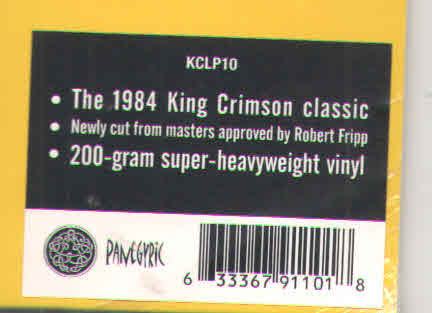 KCLP10
• The 1984 King Crimson classic
• Newly cut from masters approved by Robert Fripp
• 200-gram super-heavyweight vinyl
PANEGYRIC
6 33367 91101 8